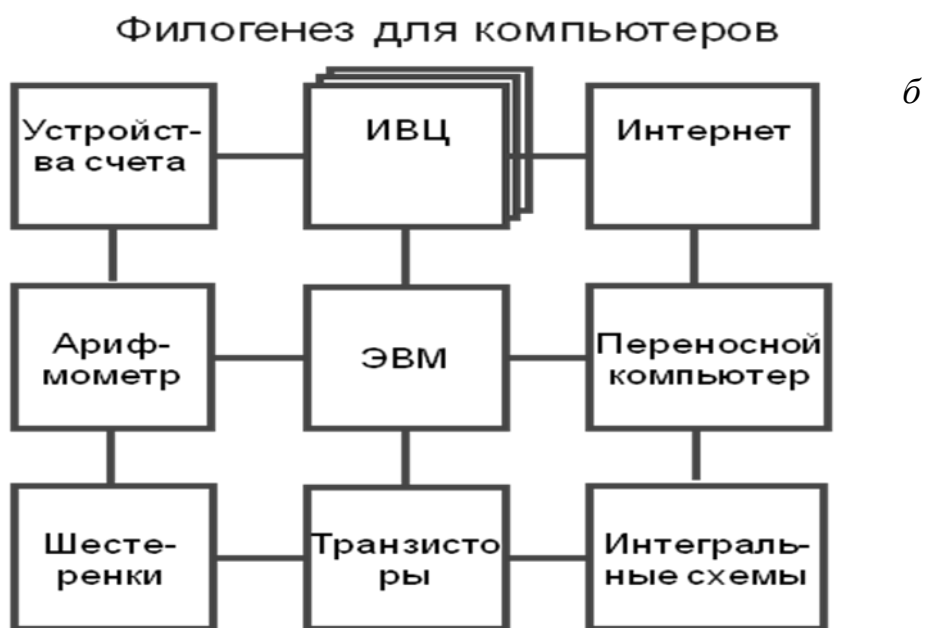 Филогенез для компьютеров
б
Устройст-
ва счета
ИВЦ
Интернет
Ариф-
мометр
ЭВМ
Переносной
компьютер
Шесте-
ренки
Транзисто
ры
Интеграль-
ные схемы